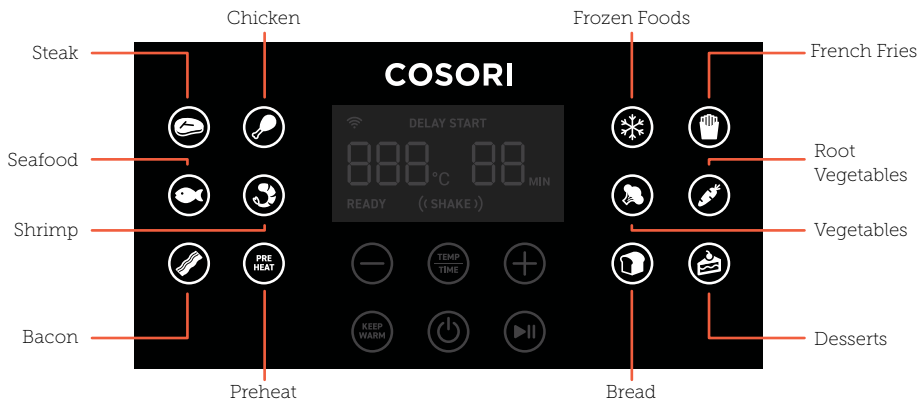 Chicken
Frozen Foods
Steak
French Fries
COSORI
DELAY START
888 °C 88 MIN
READY ((SHAKE))
Seafood
Root
Vegetables
Shrimp
Vegetables
PRE
HEAT
TEMP
TIME
KEEP
WARM
Bacon
Desserts
Preheat
Bread